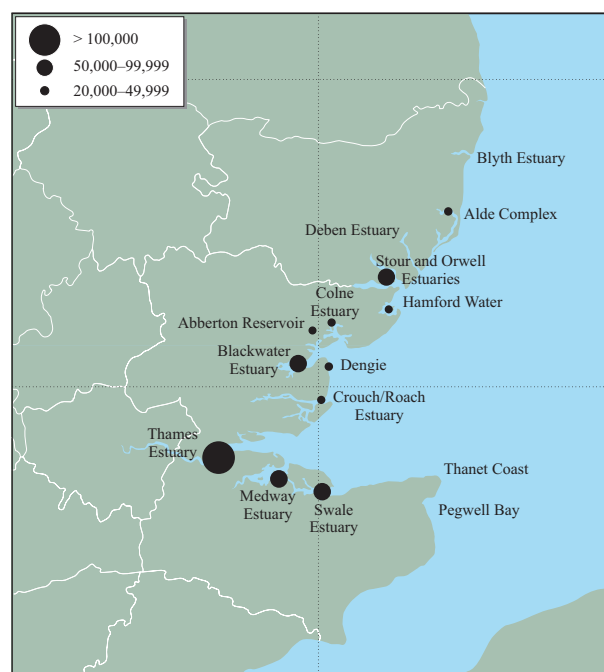 > 100,000
50,000–99,999
20,000–49,999
Blyth Estuary
Alde Complex
Deben Estuary
Stour and Orwell
Estuaries
Colne
Estuary
Hamford Water
Abberton Reservoir
Blackwater
Estuary
Dengie
Crouch/Roach
Estuary
Thames
Estuary
Thanet Coast
Medway
Estuary
Swale
Estuary
Pegwell Bay